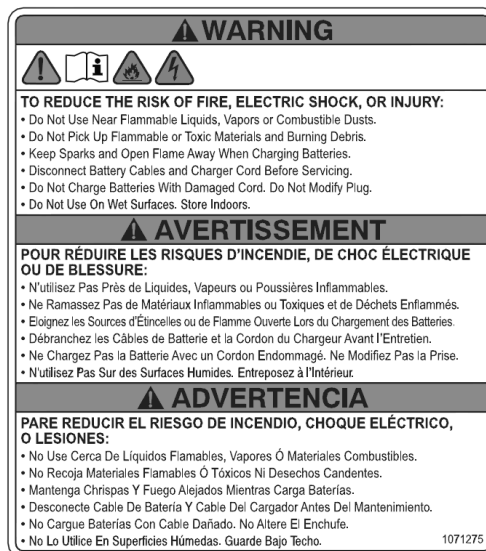 WARNING
TO REDUCE THE RISK OF FIRE, ELECTRIC SHOCK, OR INJURY:
• Do Not Use Near Flammable Liquids, Vapors or Combustible Dusts.
• Do Not Pick Up Flammable or Toxic Materials and Burning Debris.
• Keep Sparks and Open Flame Away When Charging Batteries.
• Disconnect Battery Cables and Charger Cord Before Servicing.
• Do Not Charge Batteries With Damaged Cord. Do Not Modify Plug.
• Do Not Use On Wet Surfaces. Store Indoors.
AVERTISSEMENT
POUR RÉDUIRE LES RISQUES D'INCENDIE, DE CHOC ÉLECTRIQUE
OU DE BLESSURE:
• N'utilisez Pas Près de Liquides, Vapeurs ou Poussières Inflammables.
• Ne Ramassez Pas de Matériaux Inflammables ou Toxiques et de Déchets Enflammés.
• Eloignez les Sources d'Étincelles ou de Flamme Ouverte Lors du Chargement des Batteries.
• Débranchez les Câbles de Batterie et la Cordon du Chargeur Avant l'Entretien.
• Ne Chargez Pas la Batterie Avec un Cordon Endommagé. Ne Modifiez Pas la Prise.
• N'utilisez Pas Sur des Surfaces Humides. Entreposez à l'Intérieur.
ADVERTENCIA
PARE REDUCIR EL RIESGO DE INCENDIO, CHOQUE ELÉCTRICO,
O LESIONES:
• No Use Cerca De Líquidos Flamables, Vapores Ó Materiales Combustibles.
• No Recoja Materiales Flamables Ó Tóxicos Ni Desechos Candentes.
• Mantenga Chrispas Y Fuego Alejados Mientras Carga Baterías.
• Desconecte Cable De Batería Y Cable Del Cargador Antes Del Mantenimiento.
• No Cargue Baterías Con Cable Dañado. No Altere El Enchufe.
• No Lo Utilice En Superficies Húmedas. Guarde Bajo Techo. 1071275